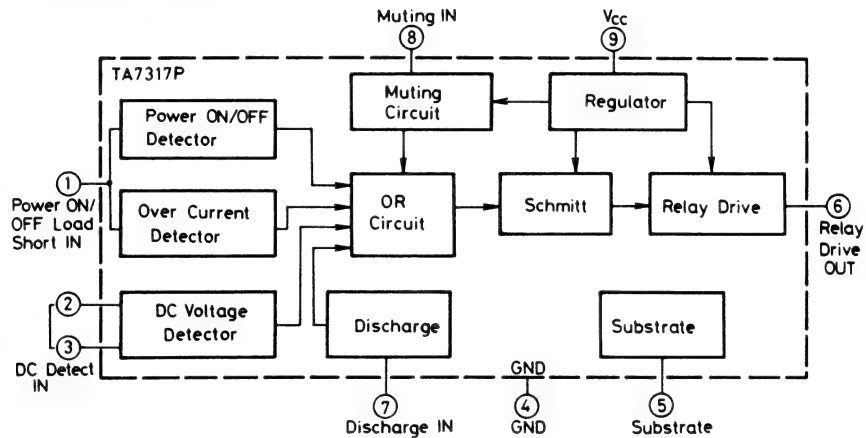 Muting IN
8
Vcc
9
TA7317P
Power ON/OFF
Detector
Muting
Circuit
Regulator
1
Power ON/
OFF Load
Short IN
Over Current
Detector
OR
Circuit
Schmitt
Relay Drive
6
Relay
Drive
OUT
2
3
DC Detect
IN
DC Voltage
Detector
Discharge
Substrate
GND
7
Discharge IN
4
GND
5
Substrate